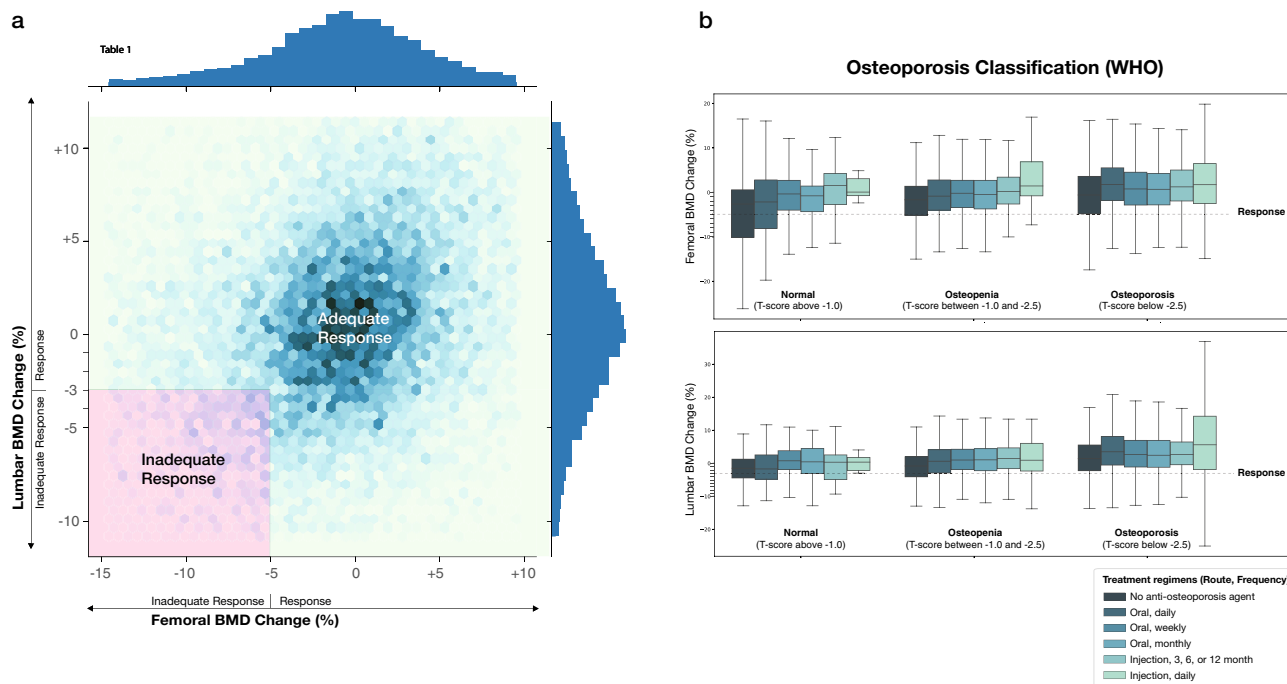 a
Table 1
+10
+5
0
-3
-5
-10
Lumbar BMD Change (%)
Inadequate Response
Response
Adequate
Response
Inadequate
Response
-15
-10
-5
0
+5
+10
Inadequate Response
Response
Femoral BMD Change (%)
b
Osteoporosis Classification (WHO)
Femoral BMD Change (%)
20
10
0
−10
−20
Response
Normal
(T-score above -1.0)
Osteopenia
(T-score between -1.0 and -2.5)
Osteoporosis
(T-score below -2.5)
Lumbar BMD Change (%)
30
20
10
0
−10
−20
Response
Normal
(T-score above -1.0)
Osteopenia
(T-score between -1.0 and -2.5)
Osteoporosis
(T-score below -2.5)
Treatment regimens (Route, Frequency
No anti-osteoporosis agent
Oral, daily
Oral, weekly
Oral, monthly
Injection, 3, 6, or 12 month
Injection, daily